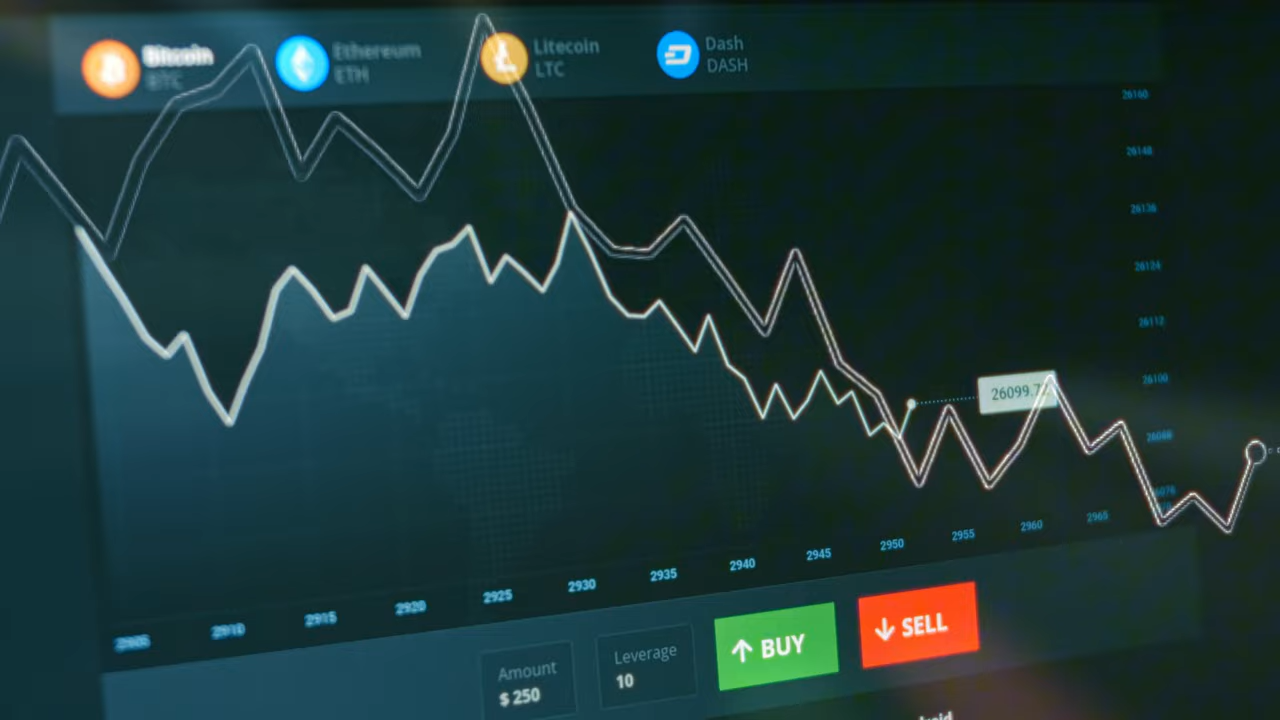 Bitcoin
BTC
Ethereum
ETH
Litecoin
LTC
Dash
DASH
26160
26148
26136
26124
26112
26100
26099.7
26088
26076
2905
2910
2915
2920
2925
2930
2935
2940
2945
2950
2955
2960
2965
Amount
$ 250
Leverage
10
BUY
SELL